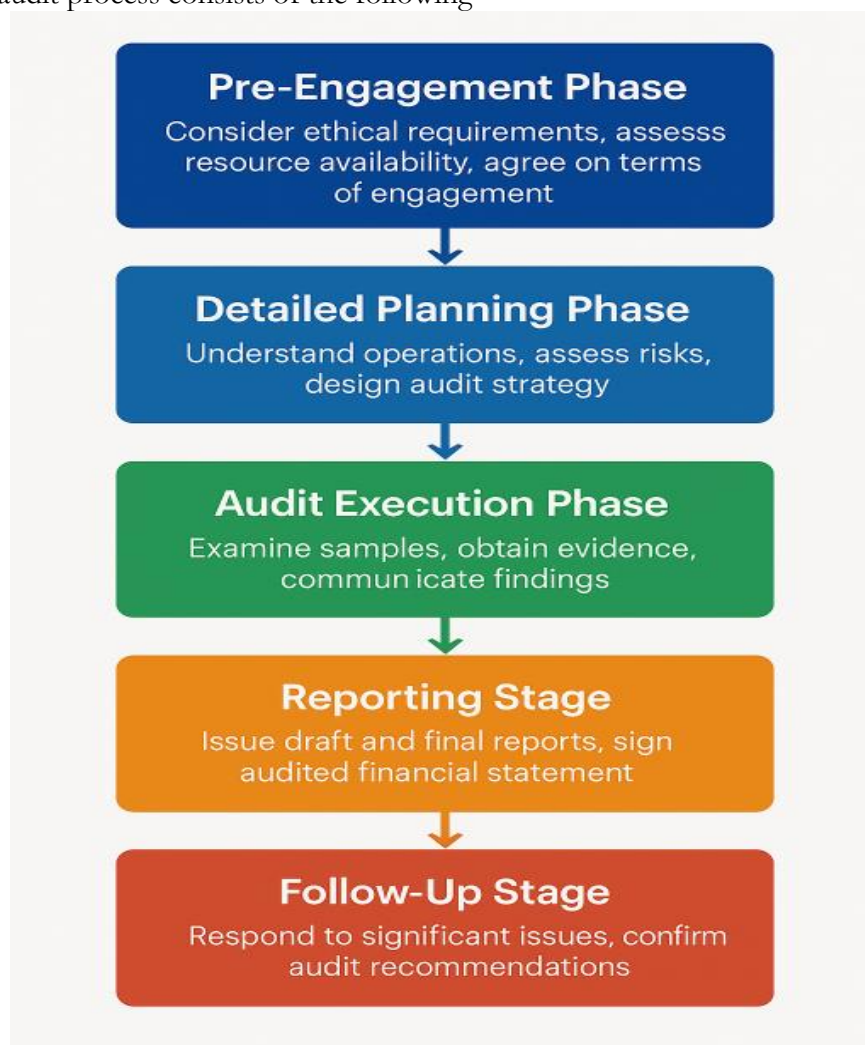 audit process consists of the following
Pre-Engagement Phase
Consider ethical requirements, assesss
resource availability, agree on terms
of engagement
Detailed Planning Phase
Understand operations, assess risks,
design audit strategy
Audit Execution Phase
Examine samples, obtain evidence,
commun icate findings
Reporting Stage
Issue draft and final reports, sign
audited financial statement
Follow-Up Stage
Respond to significant issues, confirm
audit recommendations